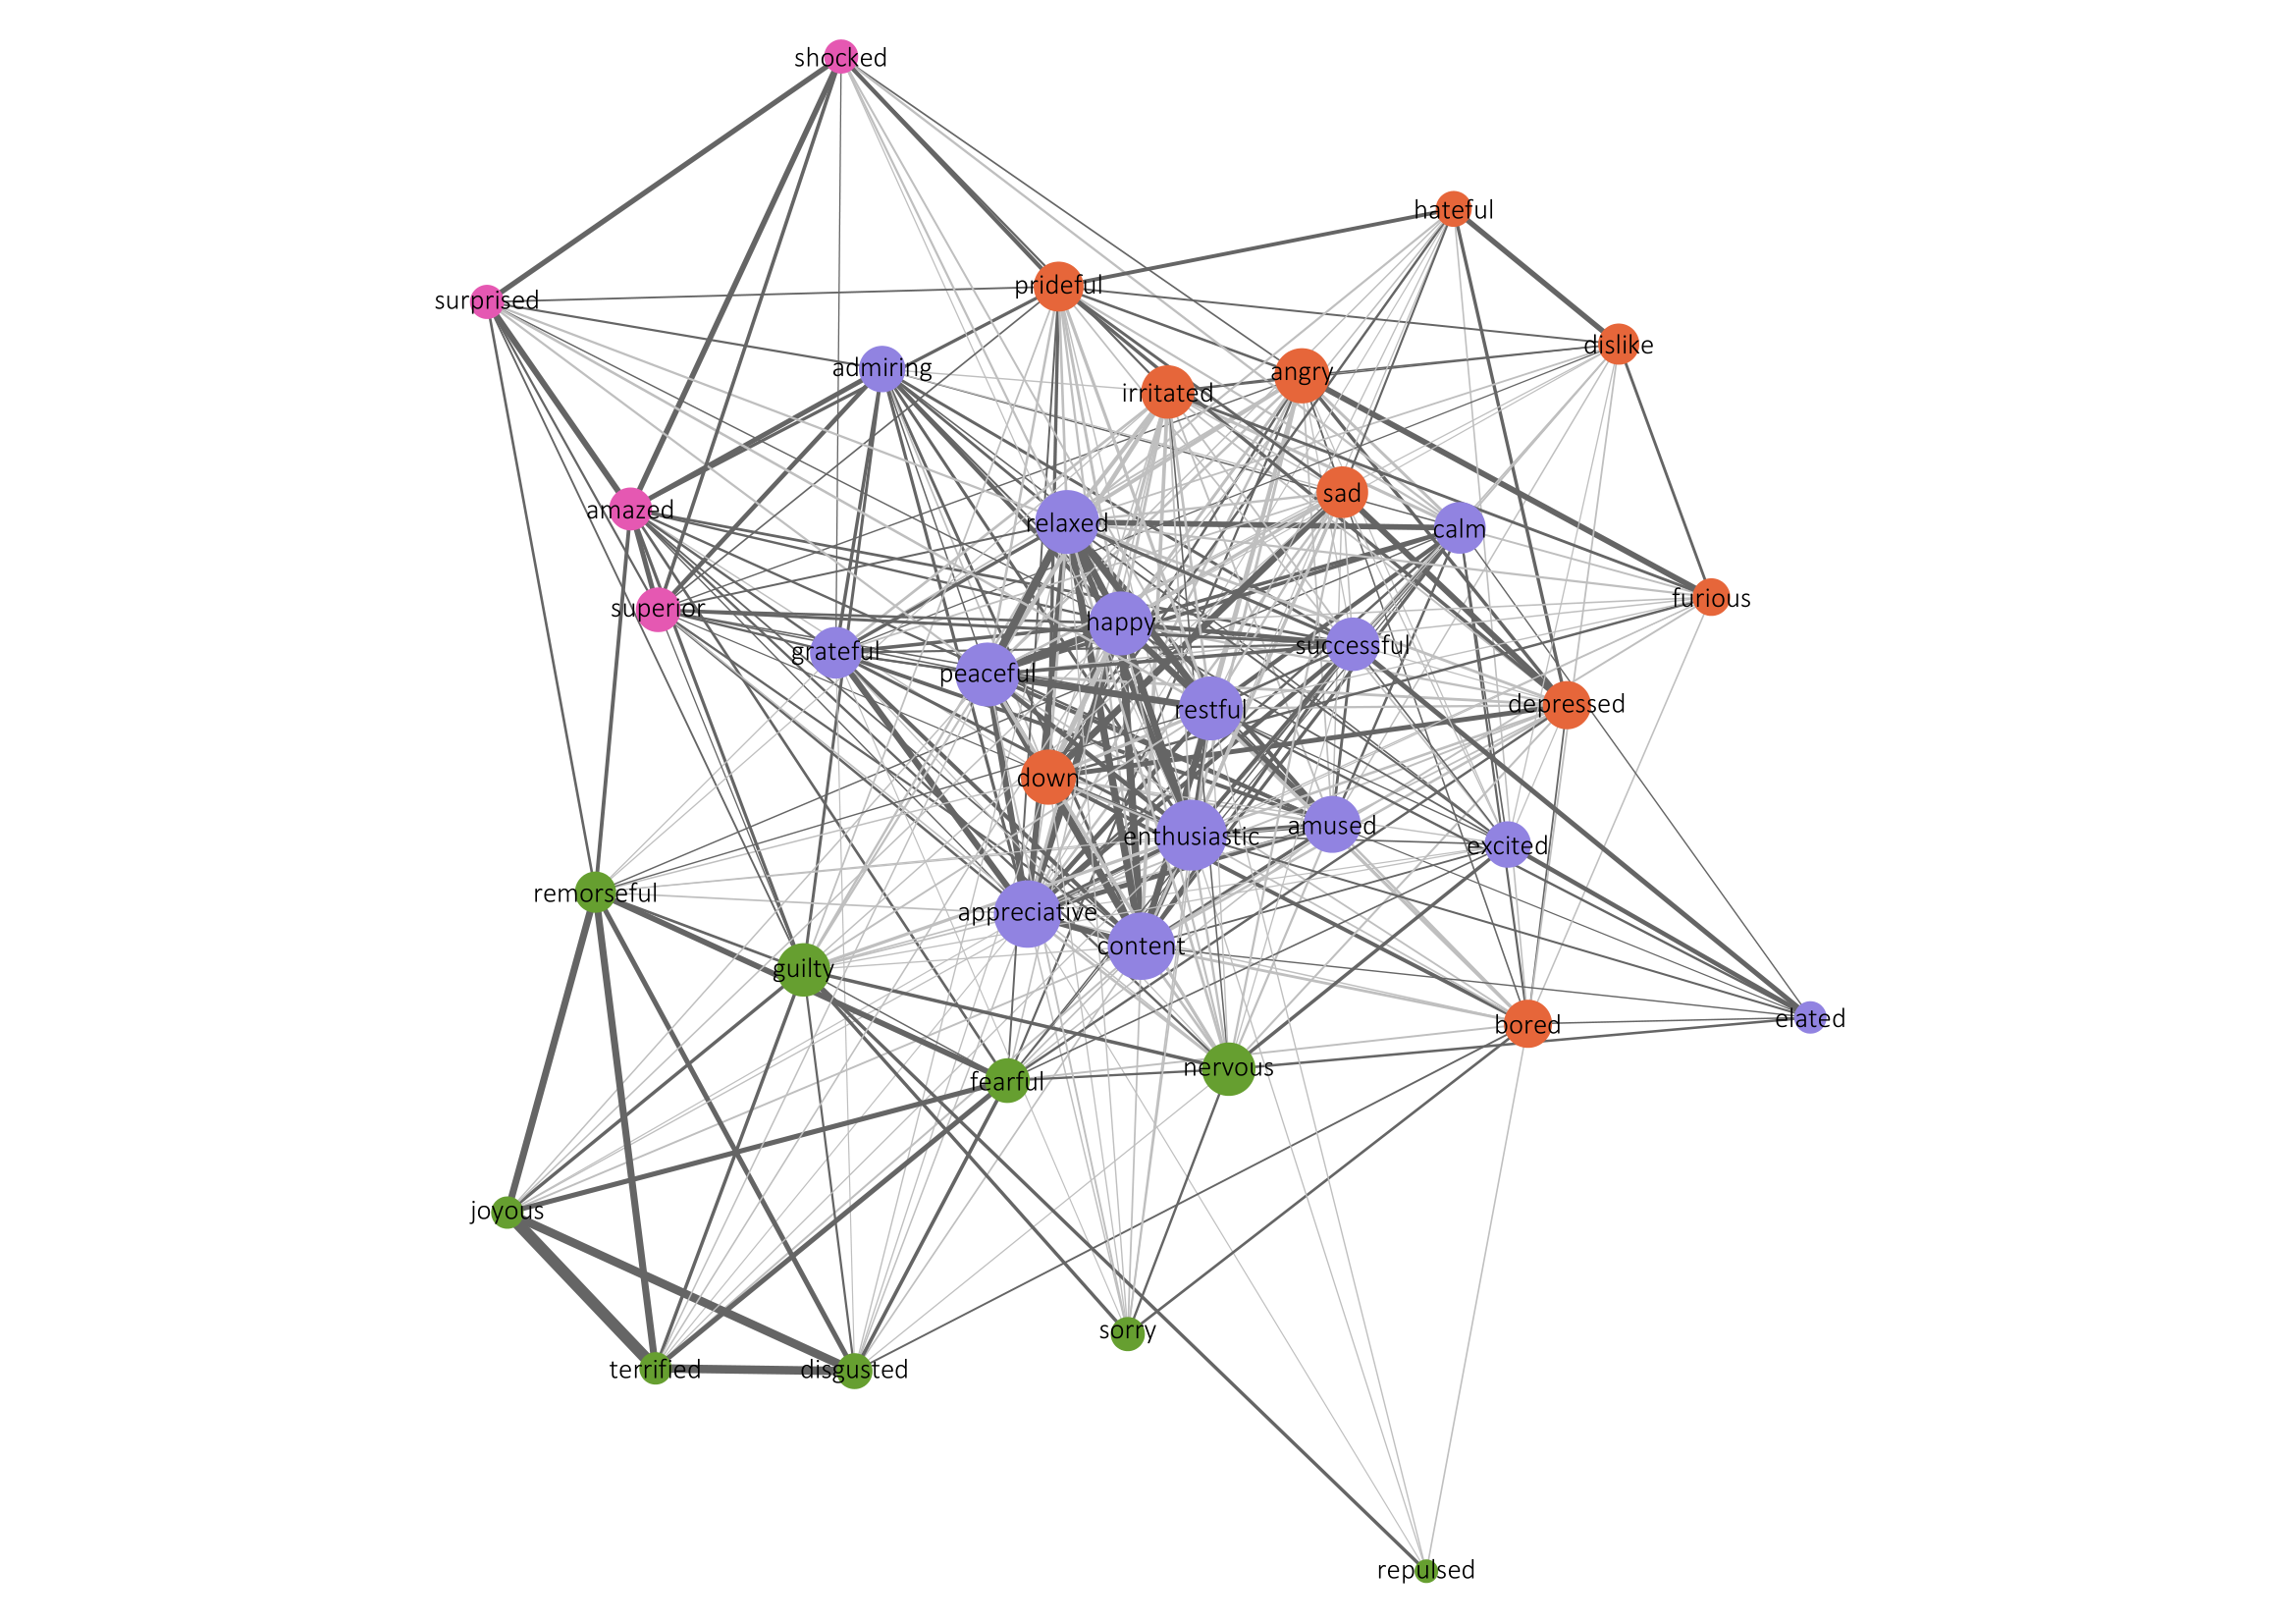 shocked
hateful
prideful
surprised
dislike
admiring
angry
irritated
sad
amazed
relaxed
calm
furious
superior
happy
successful
grateful
peaceful
depressed
restful
down
enthusiastic
amused
excited
remorseful
appreciative
content
guilty
elated
bored
nervous
fearful
joyous
sorry
terrified
disgusted
repulsed